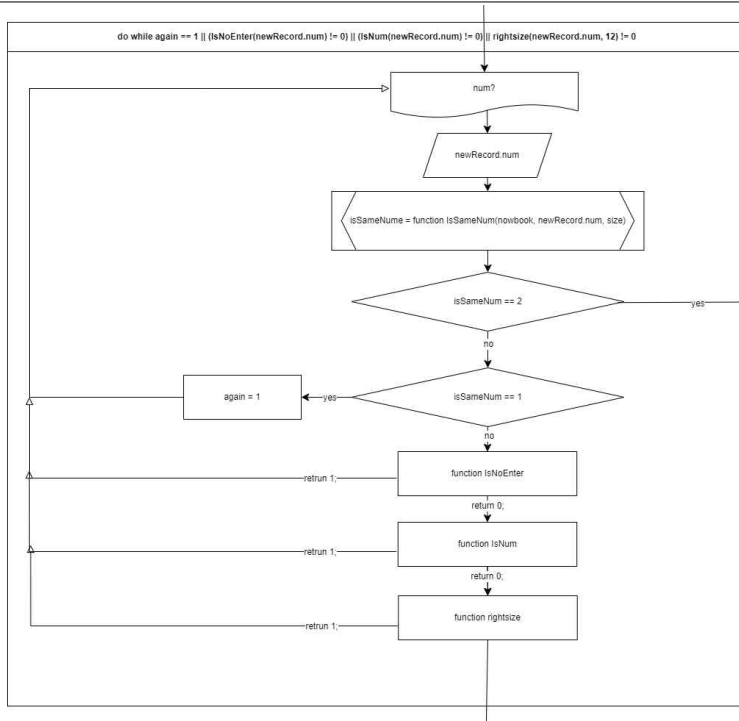 do while again == 1 || (IsNoEnter(newRecord.num) != 0) || (IsNum(newRecord.num) != 0) || rightsize(newRecord.num, 12) != 0
num?
newRecord.num
isSameNume = function IsSameNum(nowbook, newRecord.num, size)
isSameNum == 2
yes
no
again = 1
yes
isSameNum == 1
no
retrun 1;
function IsNoEnter
return 0;
retrun 1;
function IsNum
return 0;
retrun 1;
function rightsize